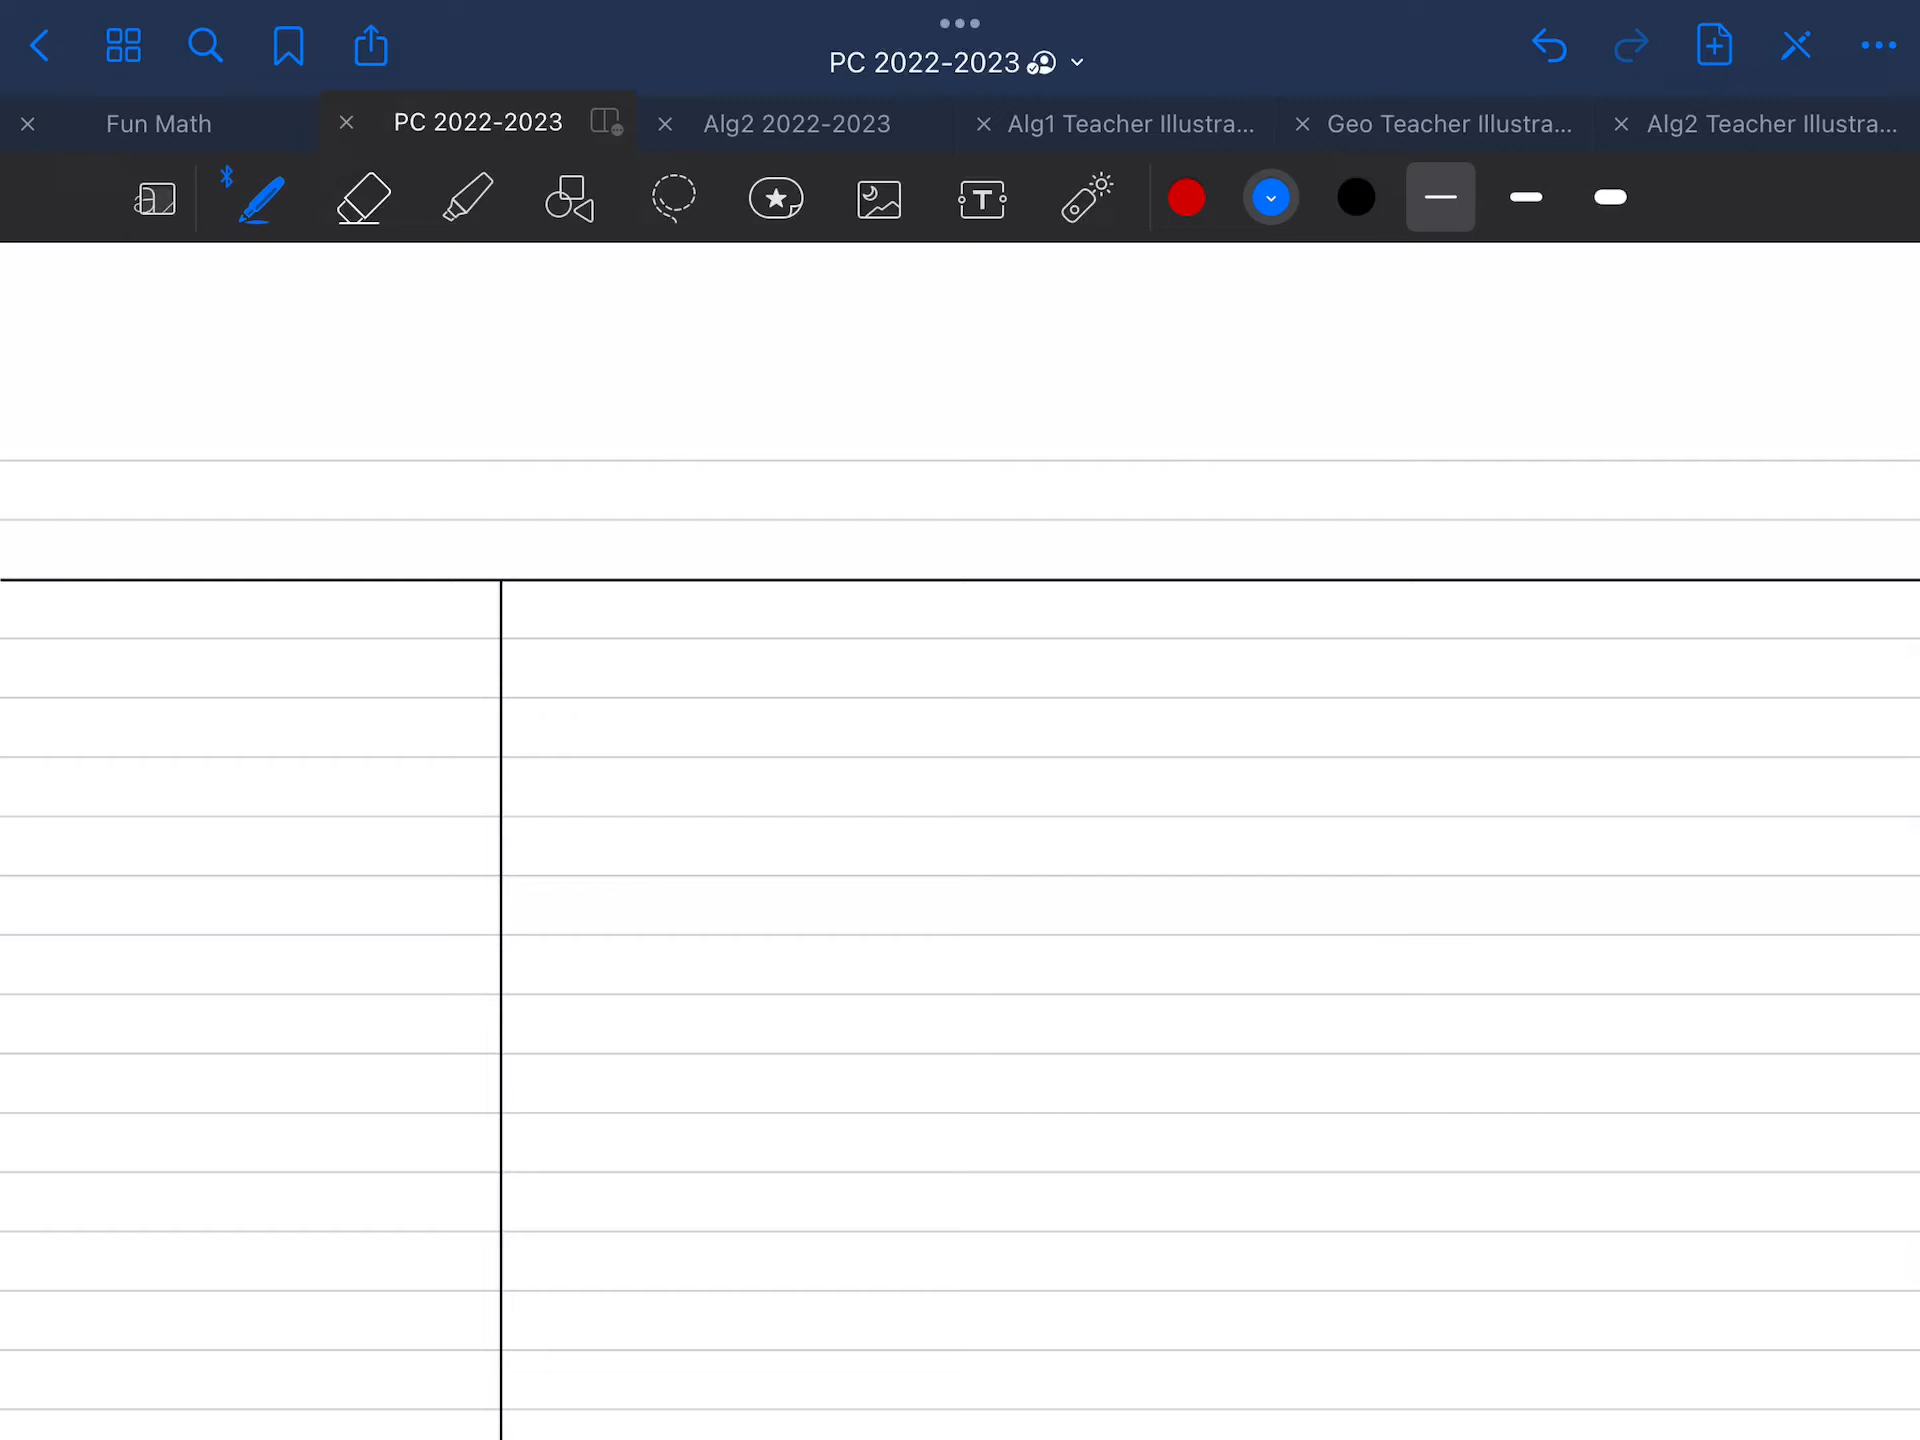 PC 2022-2023
Fun Math
PC 2022-2023
Alg2 2022-2023
Alg1 Teacher Illustra...
Geo Teacher Illustra...
Alg2 Teacher Illustra...